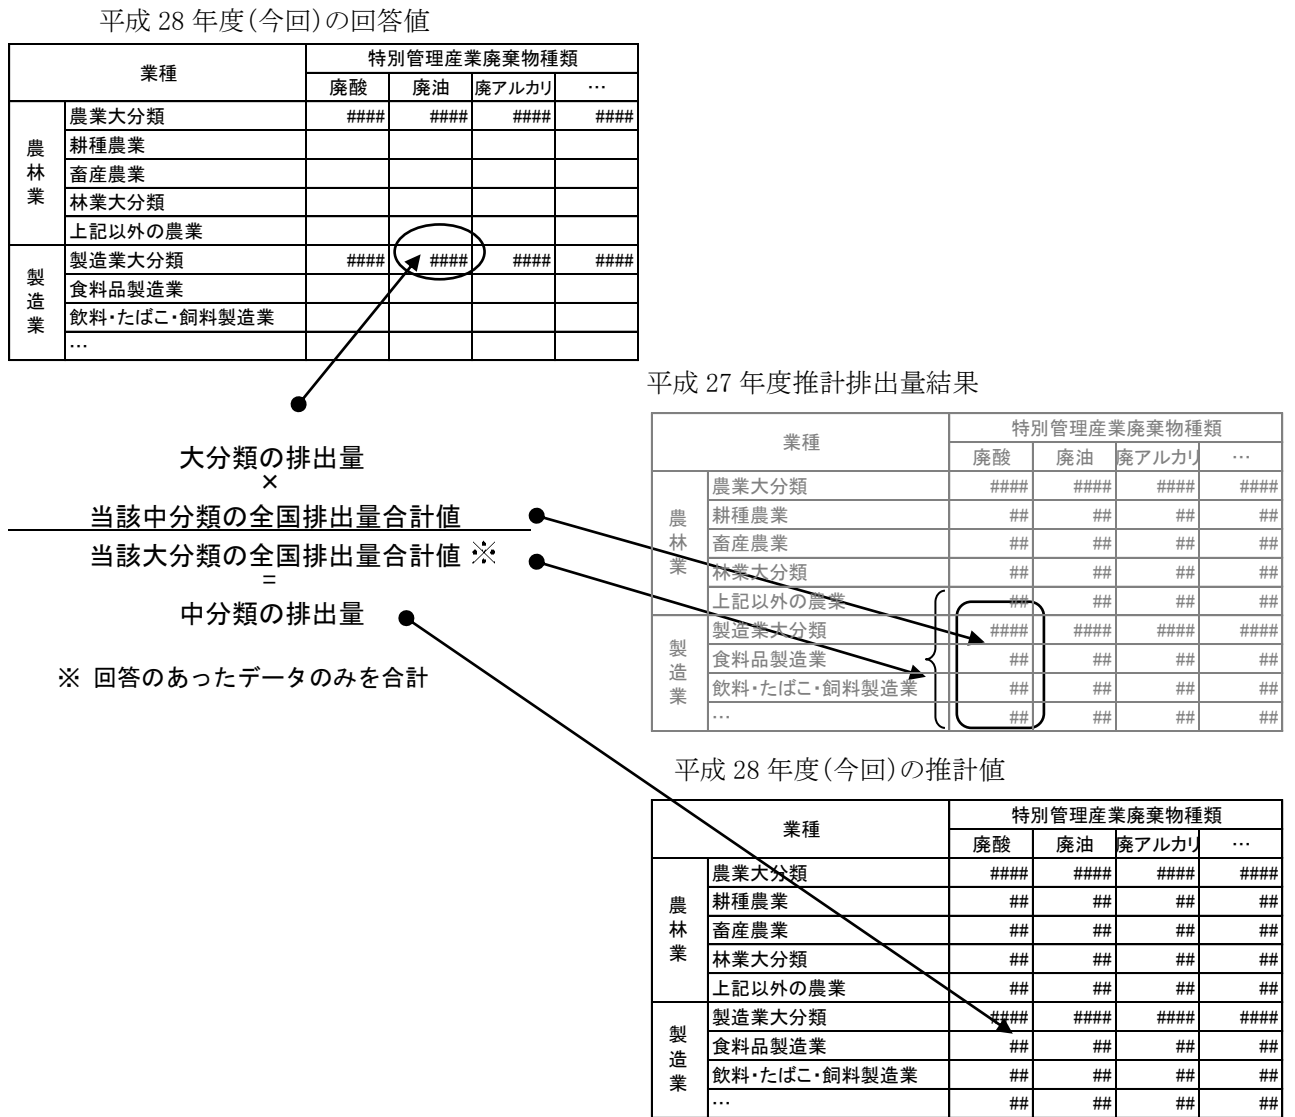 平成 28 年度(今回)の回答値
業種 特別管理産業廃棄物種類
廃酸 廃油 廃アルカリ …
農林業
農業大分類 #### #### #### ####
耕種農業
畜産農業
林業大分類
上記以外の農業
製造業
製造業大分類 #### #### #### ####
食料品製造業
飲料・たばこ・飼料製造業
…
大分類の排出量
×
当該中分類の全国排出量合計値
当該大分類の全国排出量合計値 ※
=
中分類の排出量
※ 回答のあったデータのみを合計
平成 27 年度推計排出量結果
業種 特別管理産業廃棄物種類
廃酸 廃油 廃アルカリ …
農林業
農業大分類 #### #### #### ####
耕種農業 ## ## ## ##
畜産農業 ## ## ## ##
林業大分類 ## ## ## ##
上記以外の農業 ## ## ## ##
製造業
製造業大分類 #### #### #### ####
食料品製造業 ## ## ## ##
飲料・たばこ・飼料製造業 ## ## ## ##
… ## ## ## ##
平成 28 年度(今回)の推計値
業種 特別管理産業廃棄物種類
廃酸 廃油 廃アルカリ …
農林業
農業大分類 #### #### #### ####
耕種農業 ## ## ## ##
畜産農業 ## ## ## ##
林業大分類 ## ## ## ##
上記以外の農業 ## ## ## ##
製造業
製造業大分類 #### #### #### ####
食料品製造業 ## ## ## ##
飲料・たばこ・飼料製造業 ## ## ## ##
… ## ## ## ##